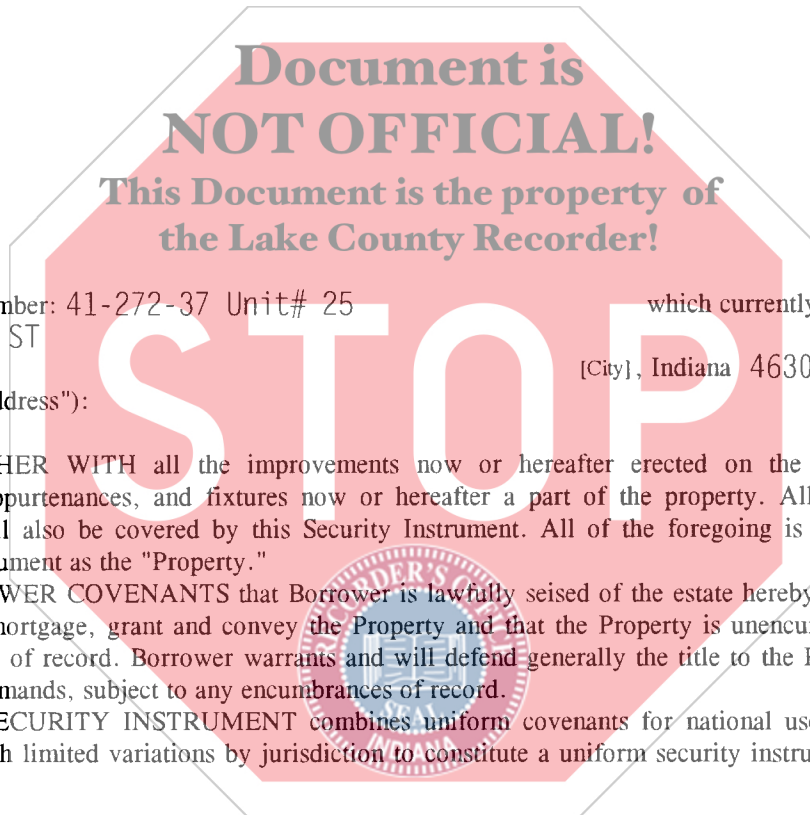 Document is
NOT OFFICIAL!
This Document is the property of
the Lake County Recorder!
mber: 41-272-37 Unit# 25 which currently
ST
[City], Indiana 4630
ddress"):
STOP
HER WITH all the improvements now or hereafter erected on the
ppurtenances, and fixtures now or hereafter a part of the property. All
l also be covered by this Security Instrument. All of the foregoing is
ument as the "Property."
WER COVENANTS that Borrower is lawfully seised of the estate hereby
nortgage, grant and convey the Property and that the Property is unencu
of record. Borrower warrants and will defend generally the title to the
mands, subject to any encumbrances of record.
ECURITY INSTRUMENT combines uniform covenants for national us
h limited variations by jurisdiction to constitute a uniform security instru
RECORDER'S OFFICE
SEAL
INDIANA